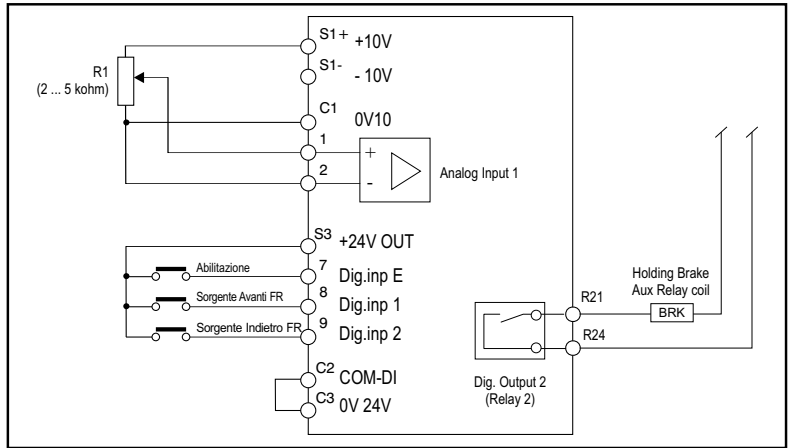 S1+ +10V
R1
(2 ... 5 kohm)
S1- - 10V
C1
0V10
1
+
Analog Input 1
2
-
S3 +24V OUT
Abilitazione
7 Dig.inp E
Sorgente Avanti FR
8 Dig.inp 1
Sorgente Indietro FR
9 Dig.inp 2
C2 COM-DI
C3 0V 24V
Dig. Output 2
(Relay 2)
R21
R24
Holding Brake
Aux Relay coil
BRK